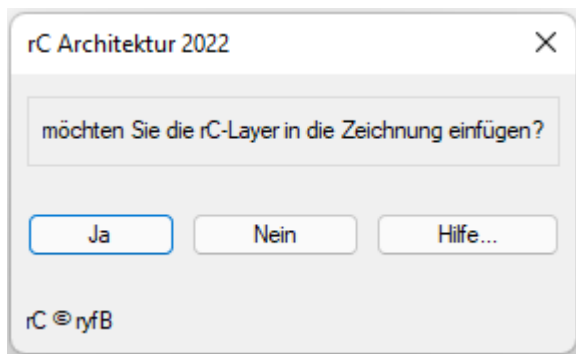 rC Architektur 2022
möchten Sie die rC-Layer in die Zeichnung einfügen?
Ja Nein Hilfe...
rC © ryfB